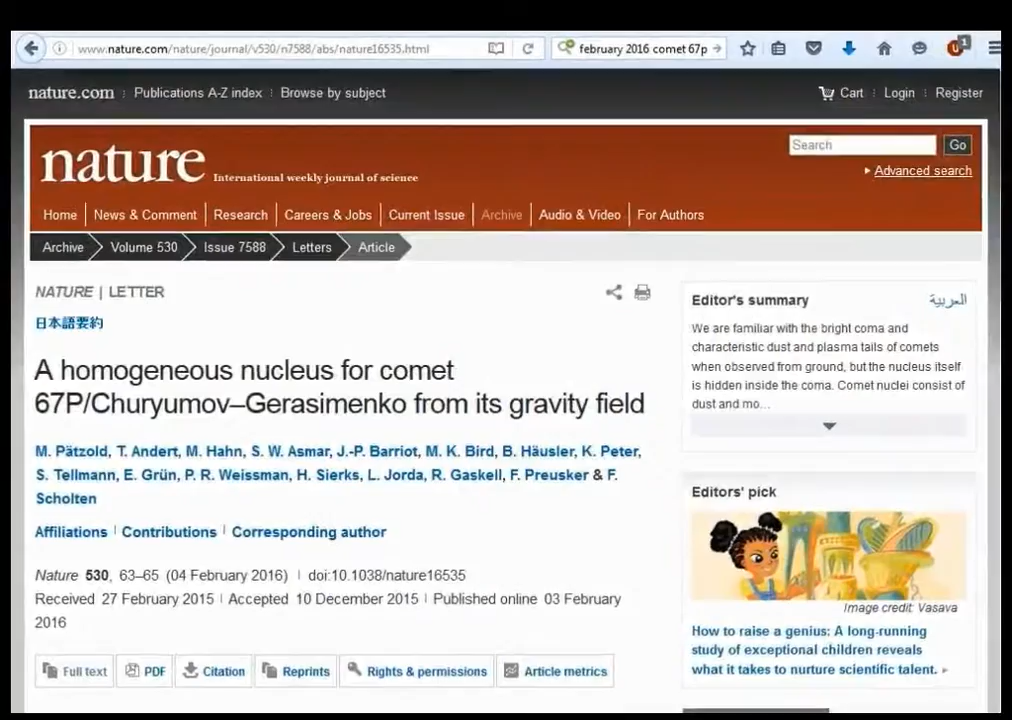 www.nature.com/nature/journal/v530/n7588/abs/nature16535.html
february 2016 comet 67p
1
nature.com Publications A-Z index Browse by subject
Cart Login Register
nature International weekly journal of science
Search Go
Advanced search
Home News & Comment Research Careers & Jobs Current Issue Archive Audio & Video For Authors
Archive Volume 530 Issue 7588 Letters Article
NATURE | LETTER
日本語要約
A homogeneous nucleus for comet
67P/Churyumov–Gerasimenko from its gravity field
M. Pätzold, T. Andert, M. Hahn, S. W. Asmar, J.-P. Barriot, M. K. Bird, B. Häusler, K. Peter,
S. Tellmann, E. Grün, P. R. Weissman, H. Sierks, L. Jorda, R. Gaskell, F. Preusker & F.
Scholten
Affiliations | Contributions | Corresponding author
Nature 530, 63–65 (04 February 2016) | doi:10.1038/nature16535
Received 27 February 2015 | Accepted 10 December 2015 | Published online 03 February
2016
Full text PDF Citation Reprints Rights & permissions Article metrics
Editor's summary
العربية
We are familiar with the bright coma and
characteristic dust and plasma tails of comets
when observed from ground, but the nucleus itself
is hidden inside the coma. Comet nuclei consist of
dust and mo...
Editors' pick
Image credit: Vasava
How to raise a genius: A long-running
study of exceptional children reveals
what it takes to nurture scientific talent.